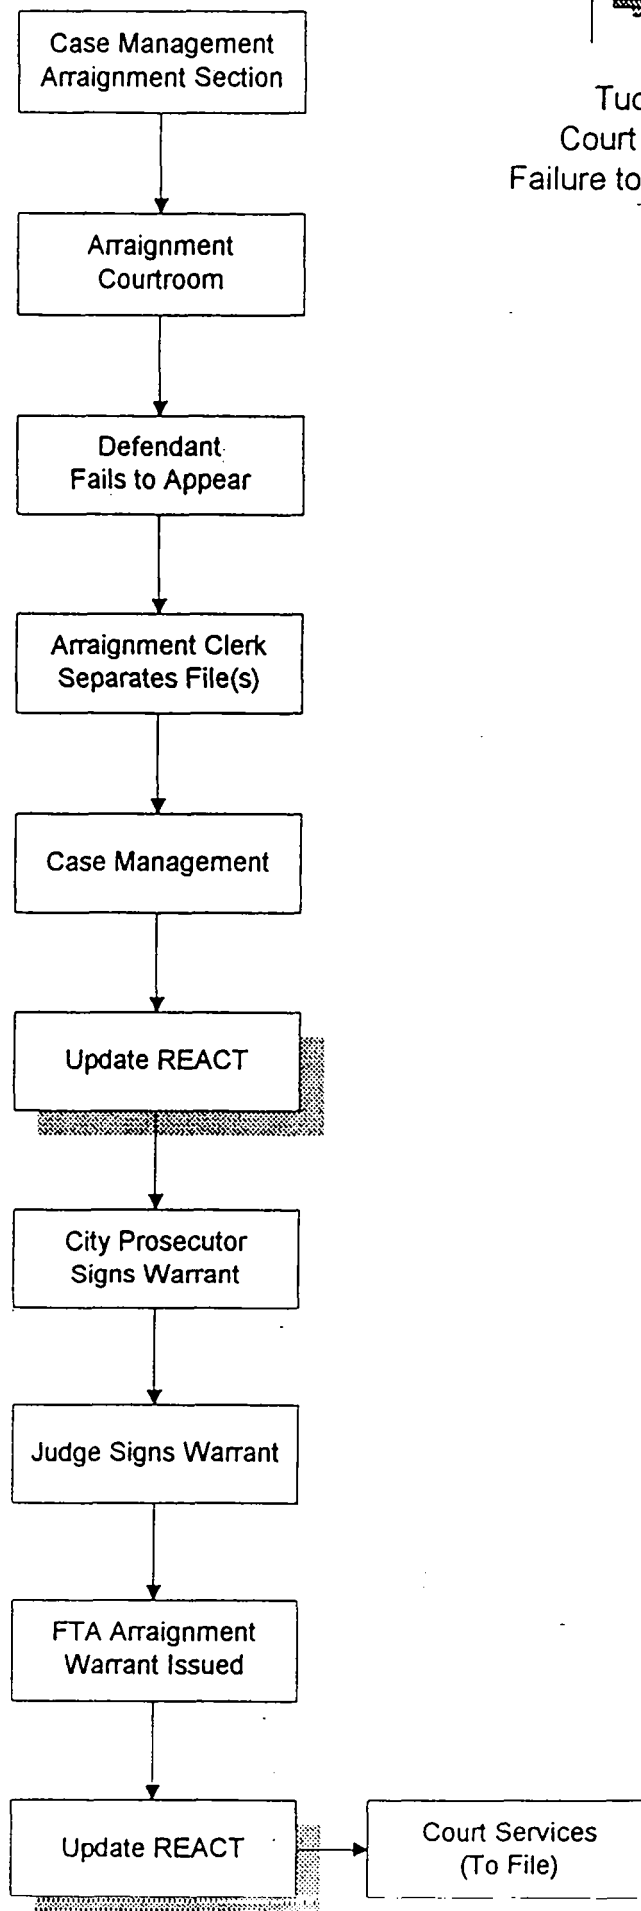 Case Management
Arraignment Section
Court
Failure to
Arraignment
Courtroom
Defendant
Fails to Appear
Arraignment Clerk
Separates File(s)
Case Management
Update REACT
City Prosecutor
Signs Warrant
Judge Signs Warrant
FTA Arraignment
Warrant Issued
Update REACT
Court Services
(To File)